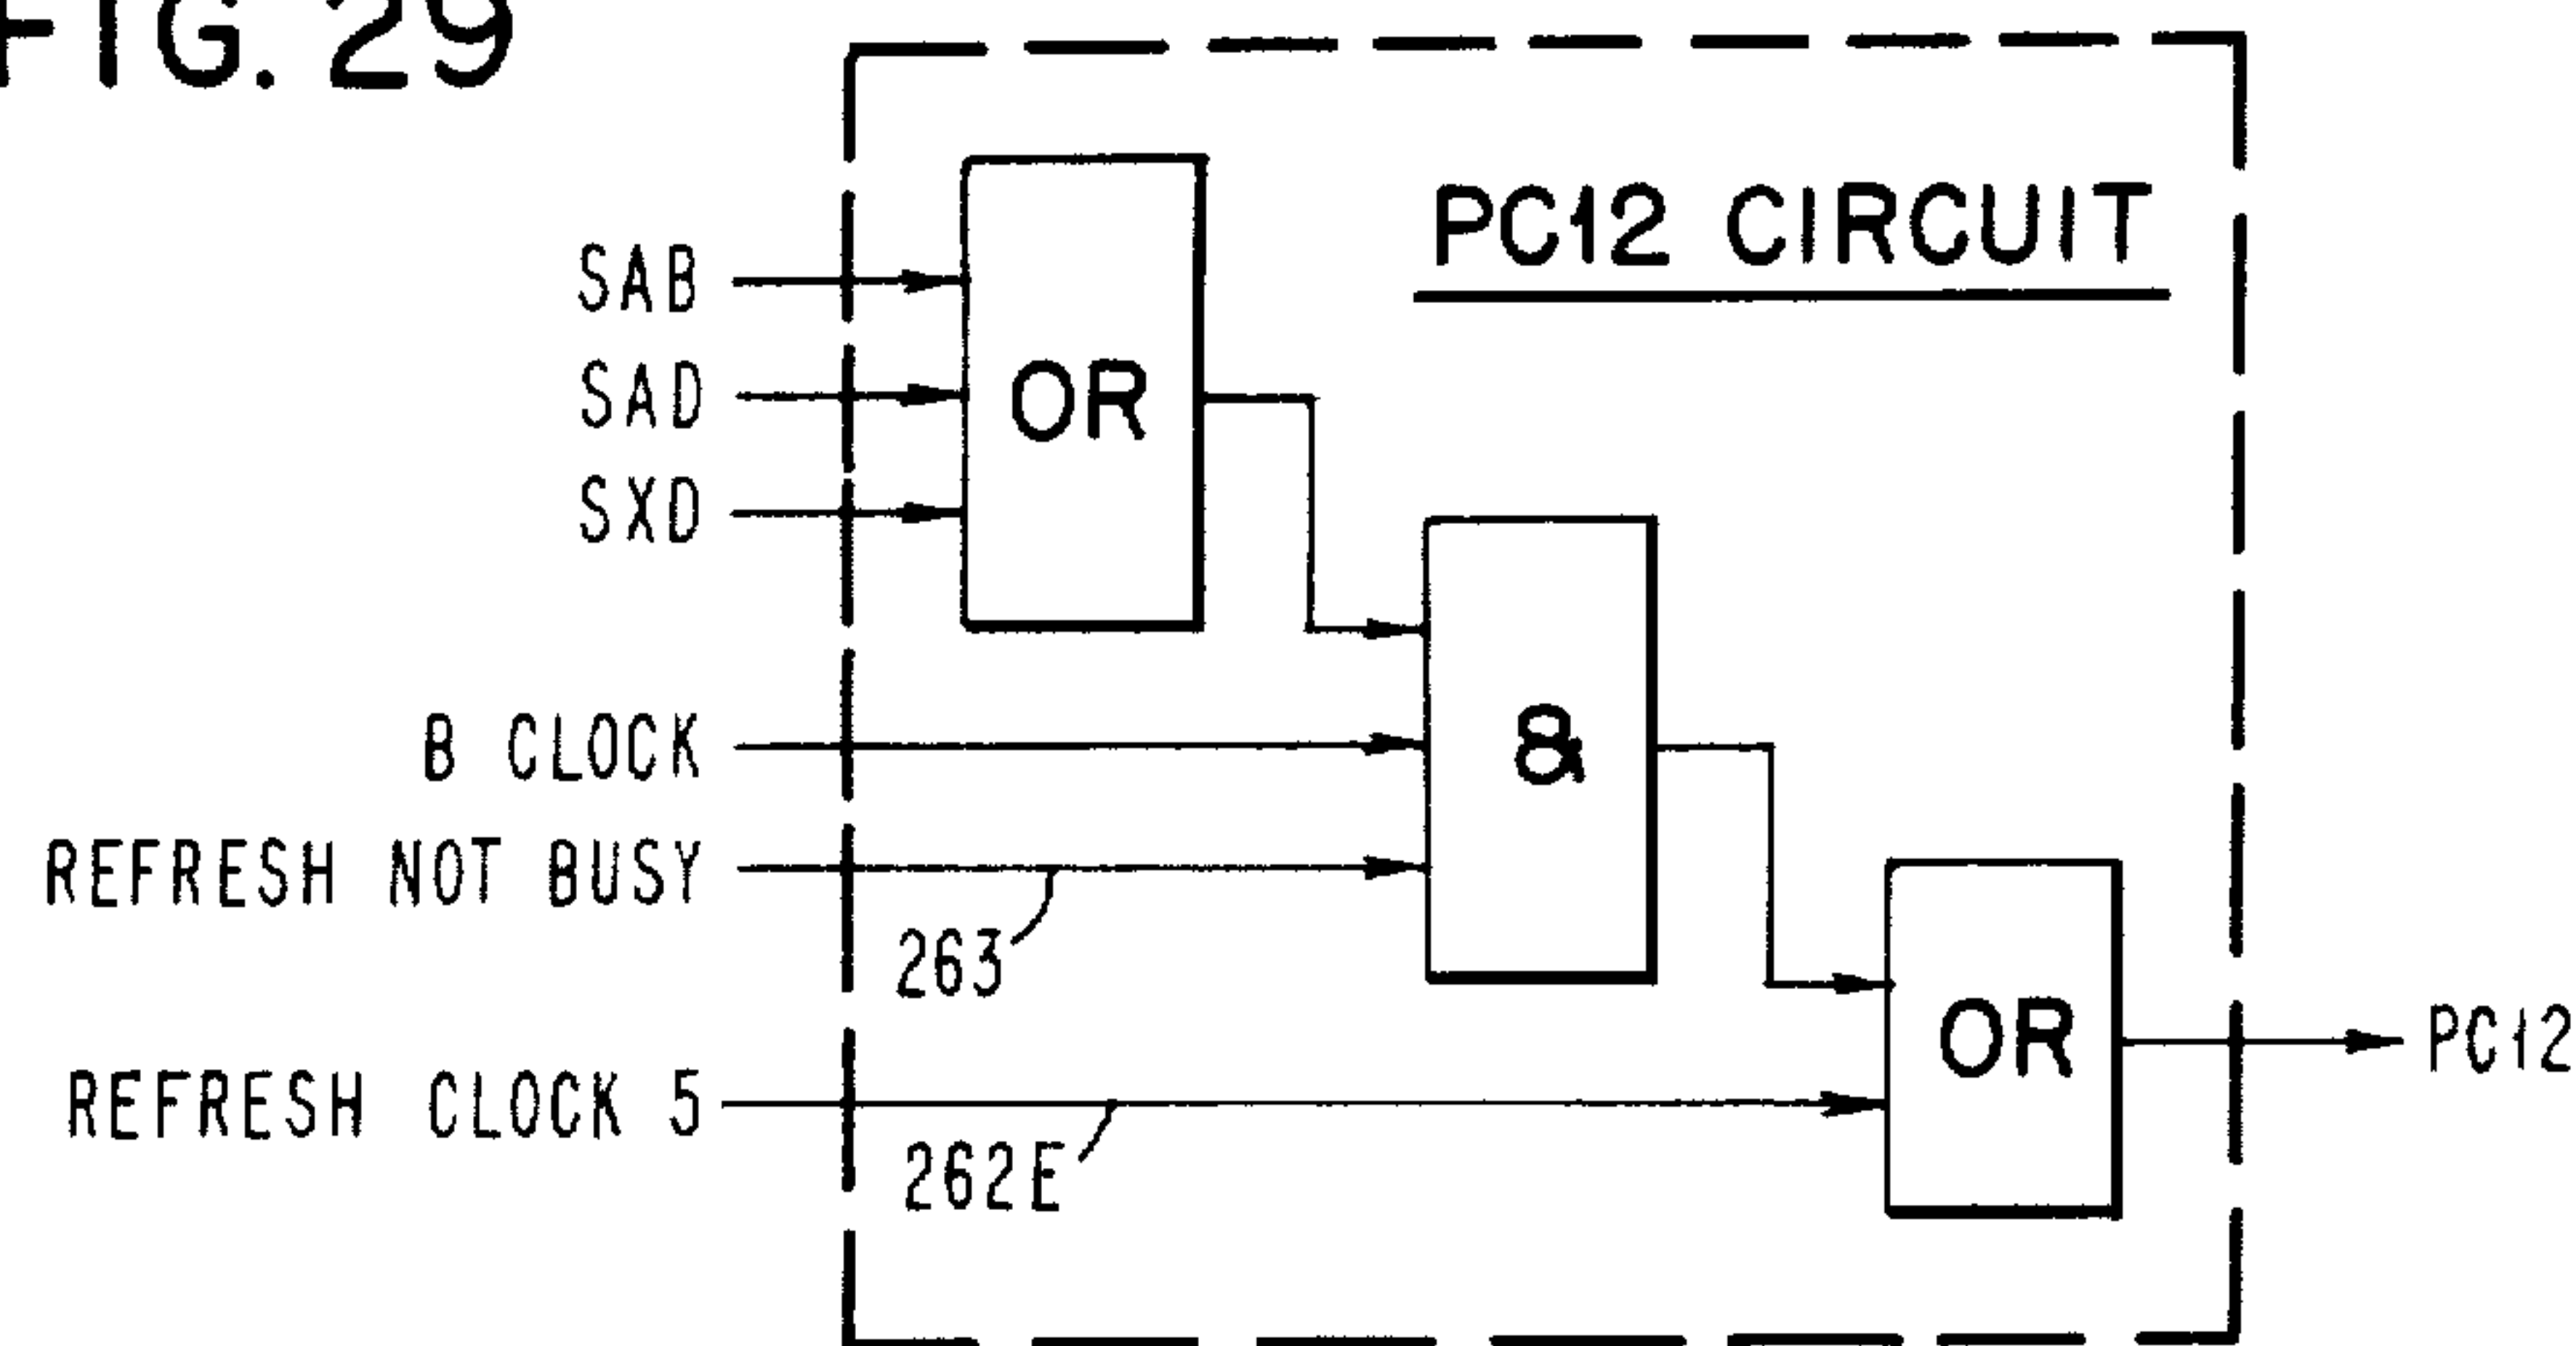 FIG. 29
PC12 CIRCUIT
SAB
SAD
SXD
OR
B CLOCK
&
REFRESH NOT BUSY
263
OR
PC12
REFRESH CLOCK 5
262E